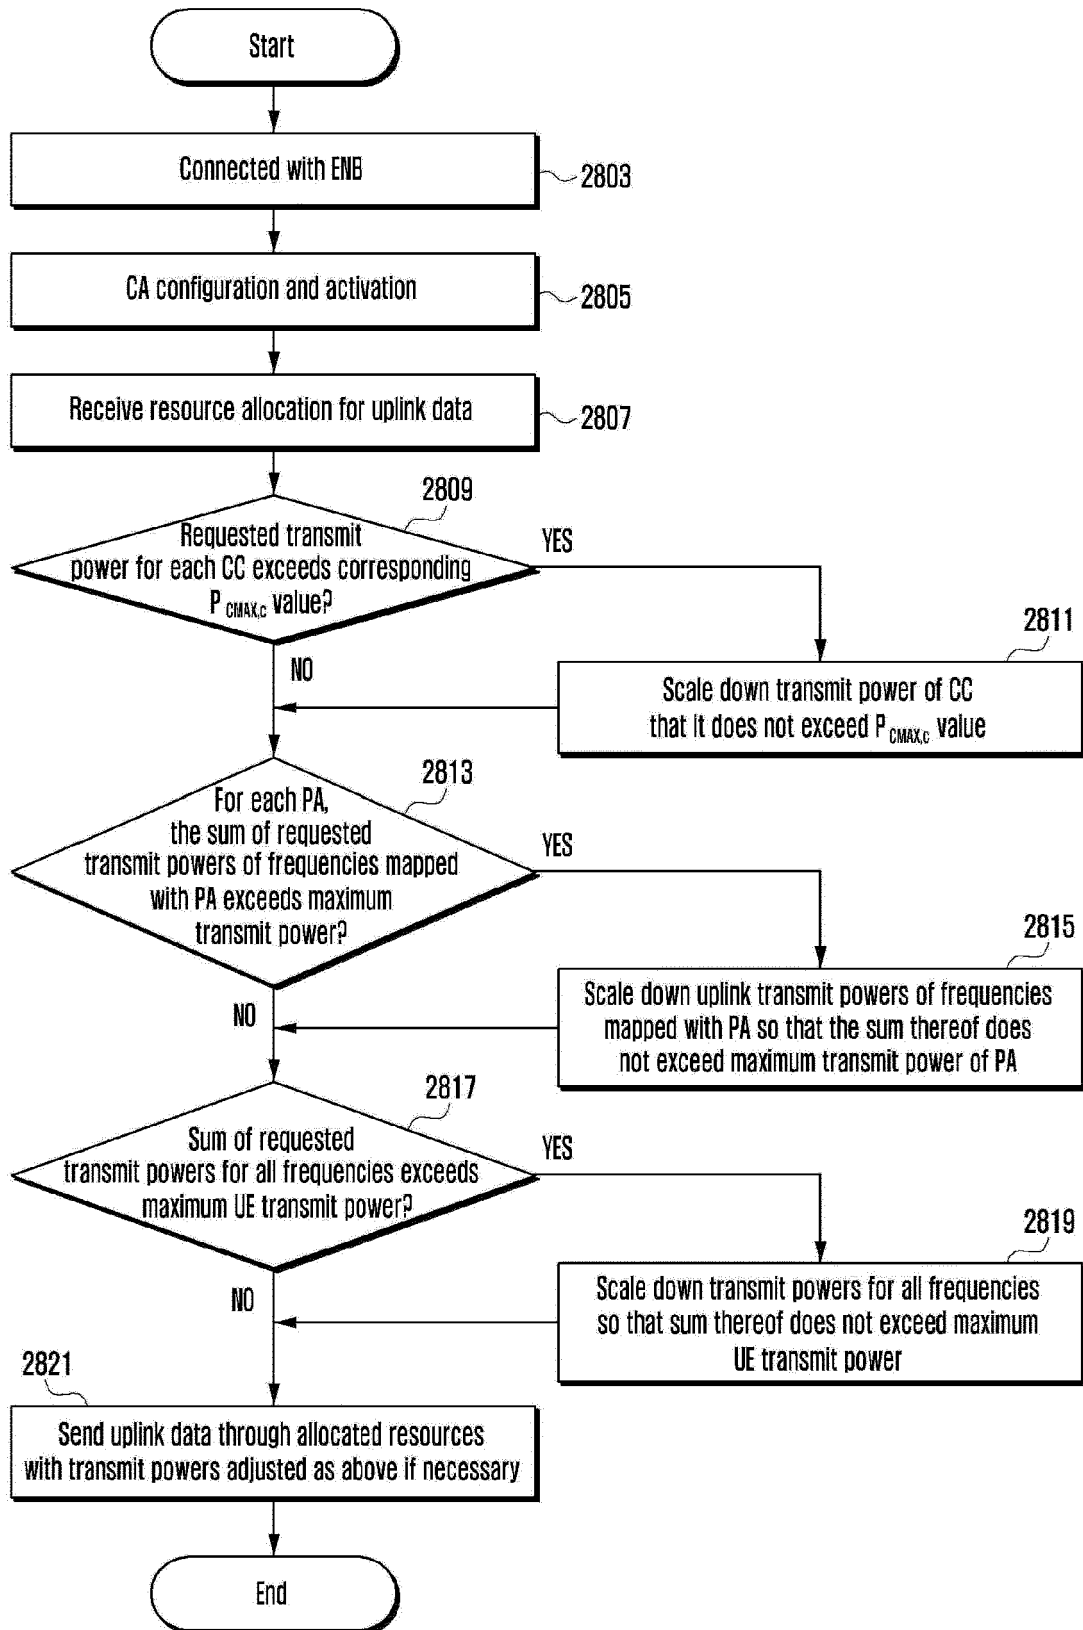 Start
Connected with ENB
2803
CA configuration and activation
2805
Receive resource allocation for uplink data
2807
2809
Requested transmit
power for each CC exceeds corresponding
P CMAX,c value?
YES
NO
2811
Scale down transmit power of CC
that it does not exceed P CMAX,c value
2813
For each PA,
the sum of requested
transmit powers of frequencies mapped
with PA exceeds maximum
transmit power?
YES
NO
2815
Scale down uplink transmit powers of frequencies
mapped with PA so that the sum thereof does
not exceed maximum transmit power of PA
2817
Sum of requested
transmit powers for all frequencies exceeds
maximum UE transmit power?
YES
NO
2819
Scale down transmit powers for all frequencies
so that sum thereof does not exceed maximum
UE transmit power
2821
Send uplink data through allocated resources
with transmit powers adjusted as above if necessary
End